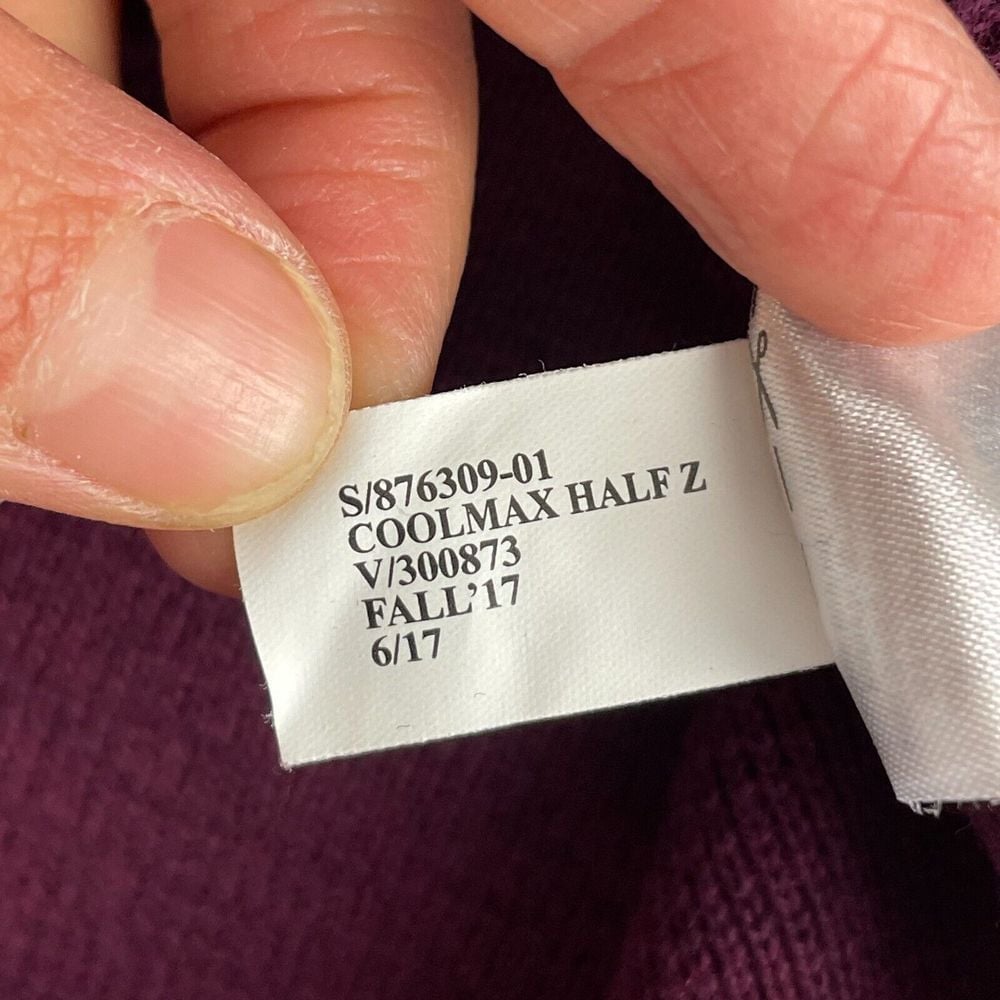 S/876309-01
COOLMAX HALF Z
V/300873
FALL'17
6/17